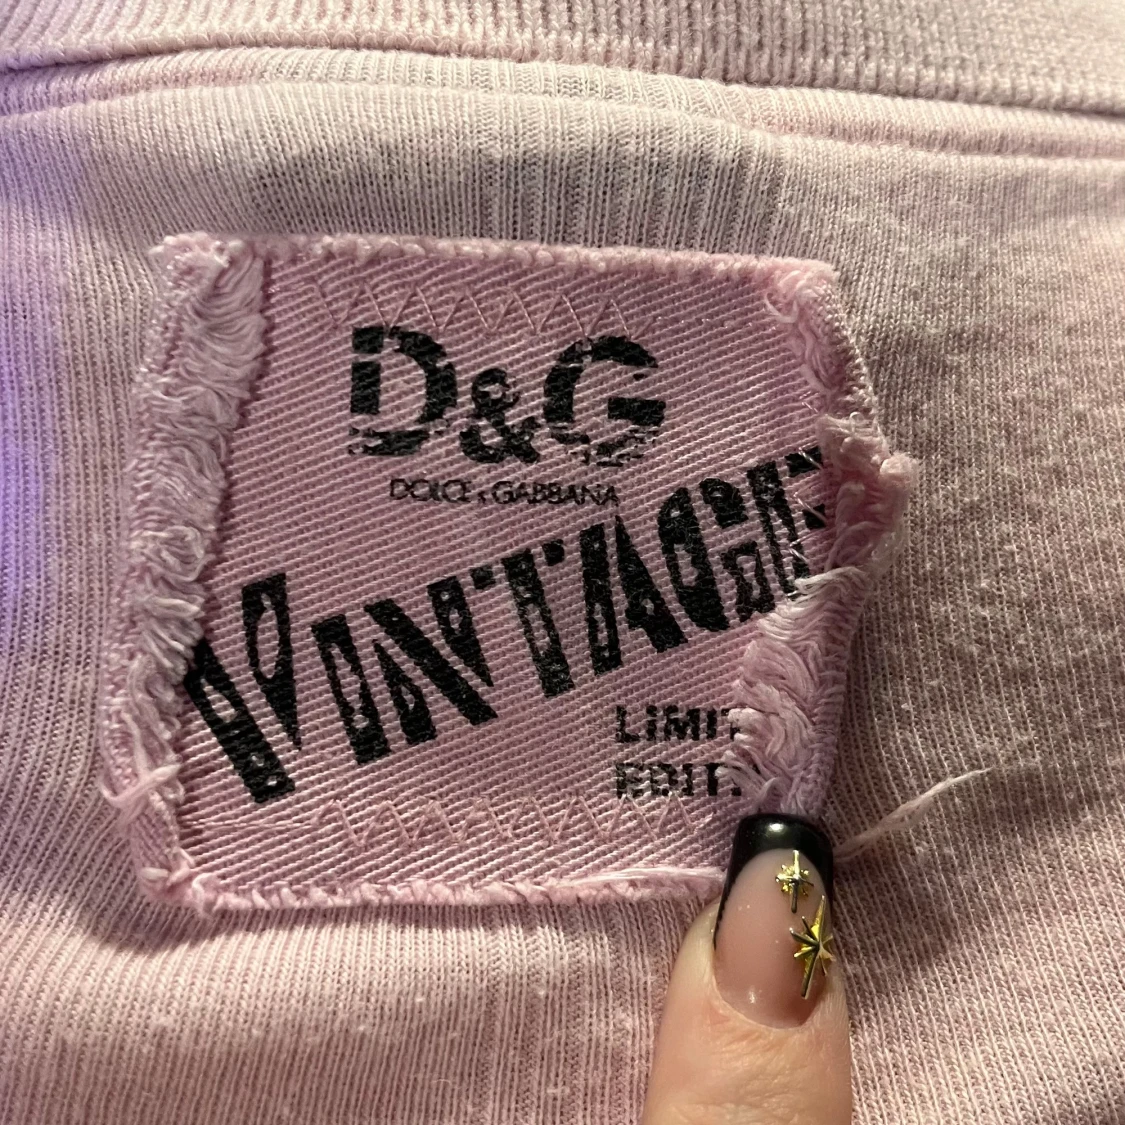 D&G
DOLCE & GABBANA
VINTAGE
LIMIT
EDIT